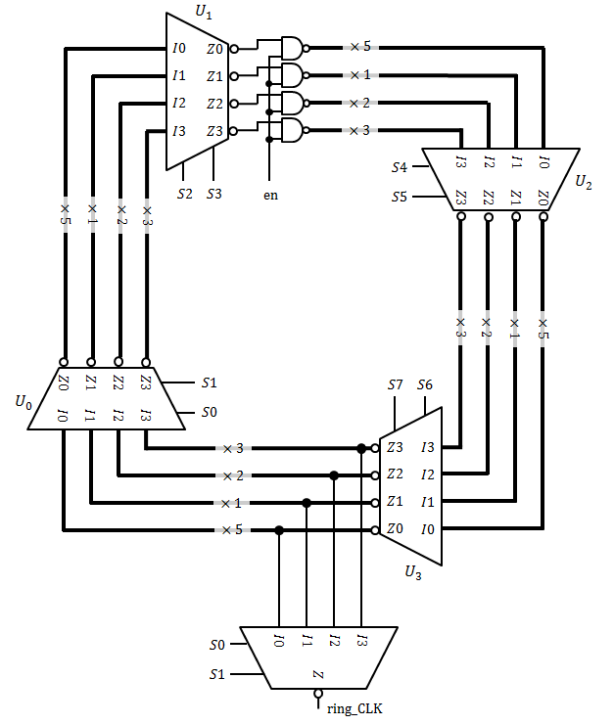 U1
I0 Z0 × 5
I1 Z1 × 1
I2 Z2 × 2
I3 Z3 × 3
S2 S3 en
S4 I3 I2 I1 I0 U2
S5 Z3 Z2 Z1 Z0
× 5 × 1 × 2 × 3
× 3 × 2 × 1 × 5
Z0 Z1 Z2 Z3 S1
U0 I0 I1 I2 I3 S0
S7 S6
× 3 Z3 I3
× 2 Z2 I2
× 1 Z1 I1
× 5 Z0 I0
U3
S0 I0 I1 I2 I3
S1 Z
ring_CLK